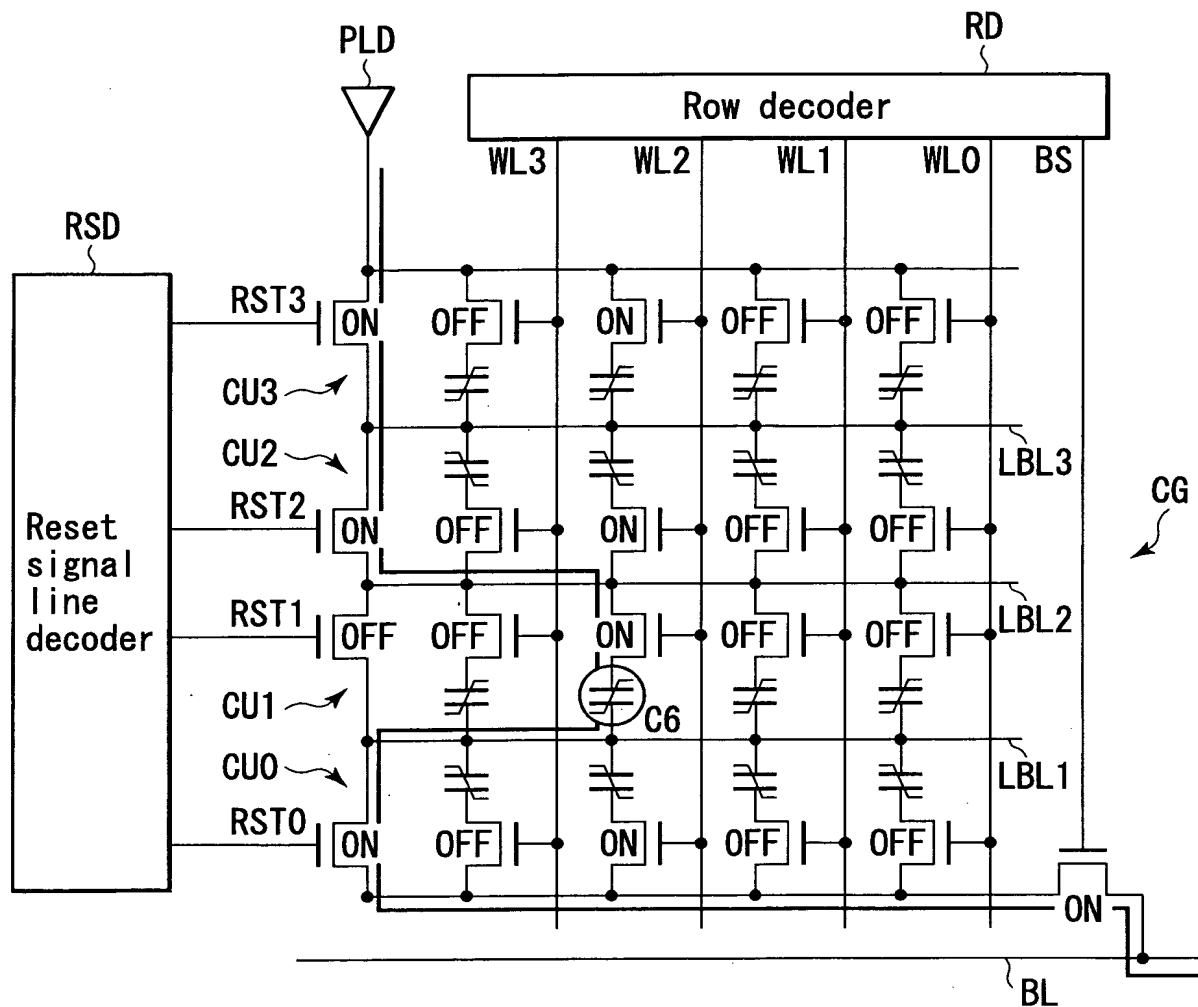 PLD
RD
Row decoder
WL3 WL2 WL1 WL0 BS
RSD
RST3
ON OFF ON OFF OFF
CU3
LBL3
CU2
CG
RST2
ON OFF ON OFF OFF
Reset
signal
line
decoder
LBL2
RST1
OFF OFF ON OFF OFF
CU1
C6
LBL1
CU0
RST0
ON OFF ON OFF OFF
ON
BL